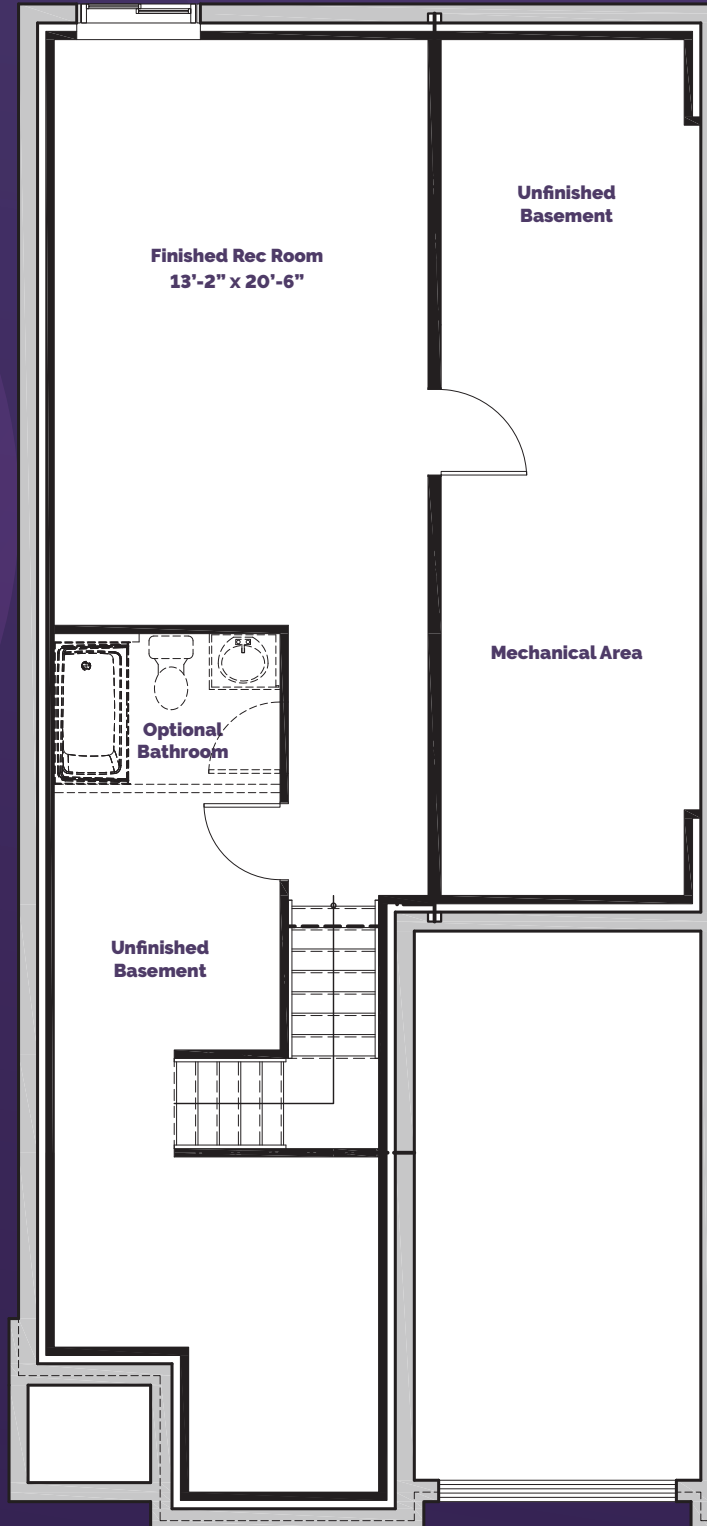 Unfinished
Basement
Finished Rec Room
13’-2” x 20’-6”
Mechanical Area
Optional
Bathroom
Unfinished
Basement